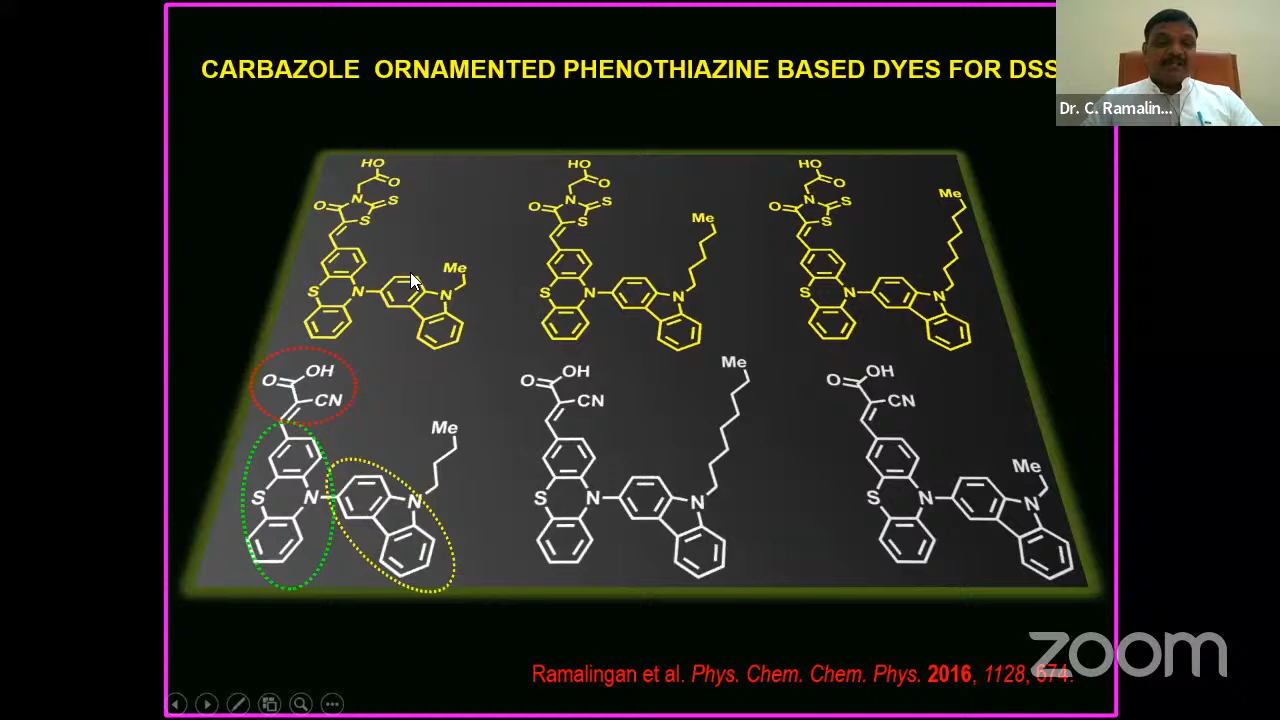 CARBAZOLE ORNAMENTED PHENOTHIAZINE BASED DYES FOR DSS
Dr. C. Ramalin...
HO
O
N
O
S
S
Me
S
N
N
HO
O
N
O
S
S
Me
S
N
N
HO
O
N
O
S
S
Me
S
N
N
O
OH
CN
Me
S
N
N
O
OH
CN
Me
S
N
N
O
OH
CN
Me
S
N
N
zoom
Ramalingan et al. Phys. Chem. Chem. Phys. 2016, 1128, 674.